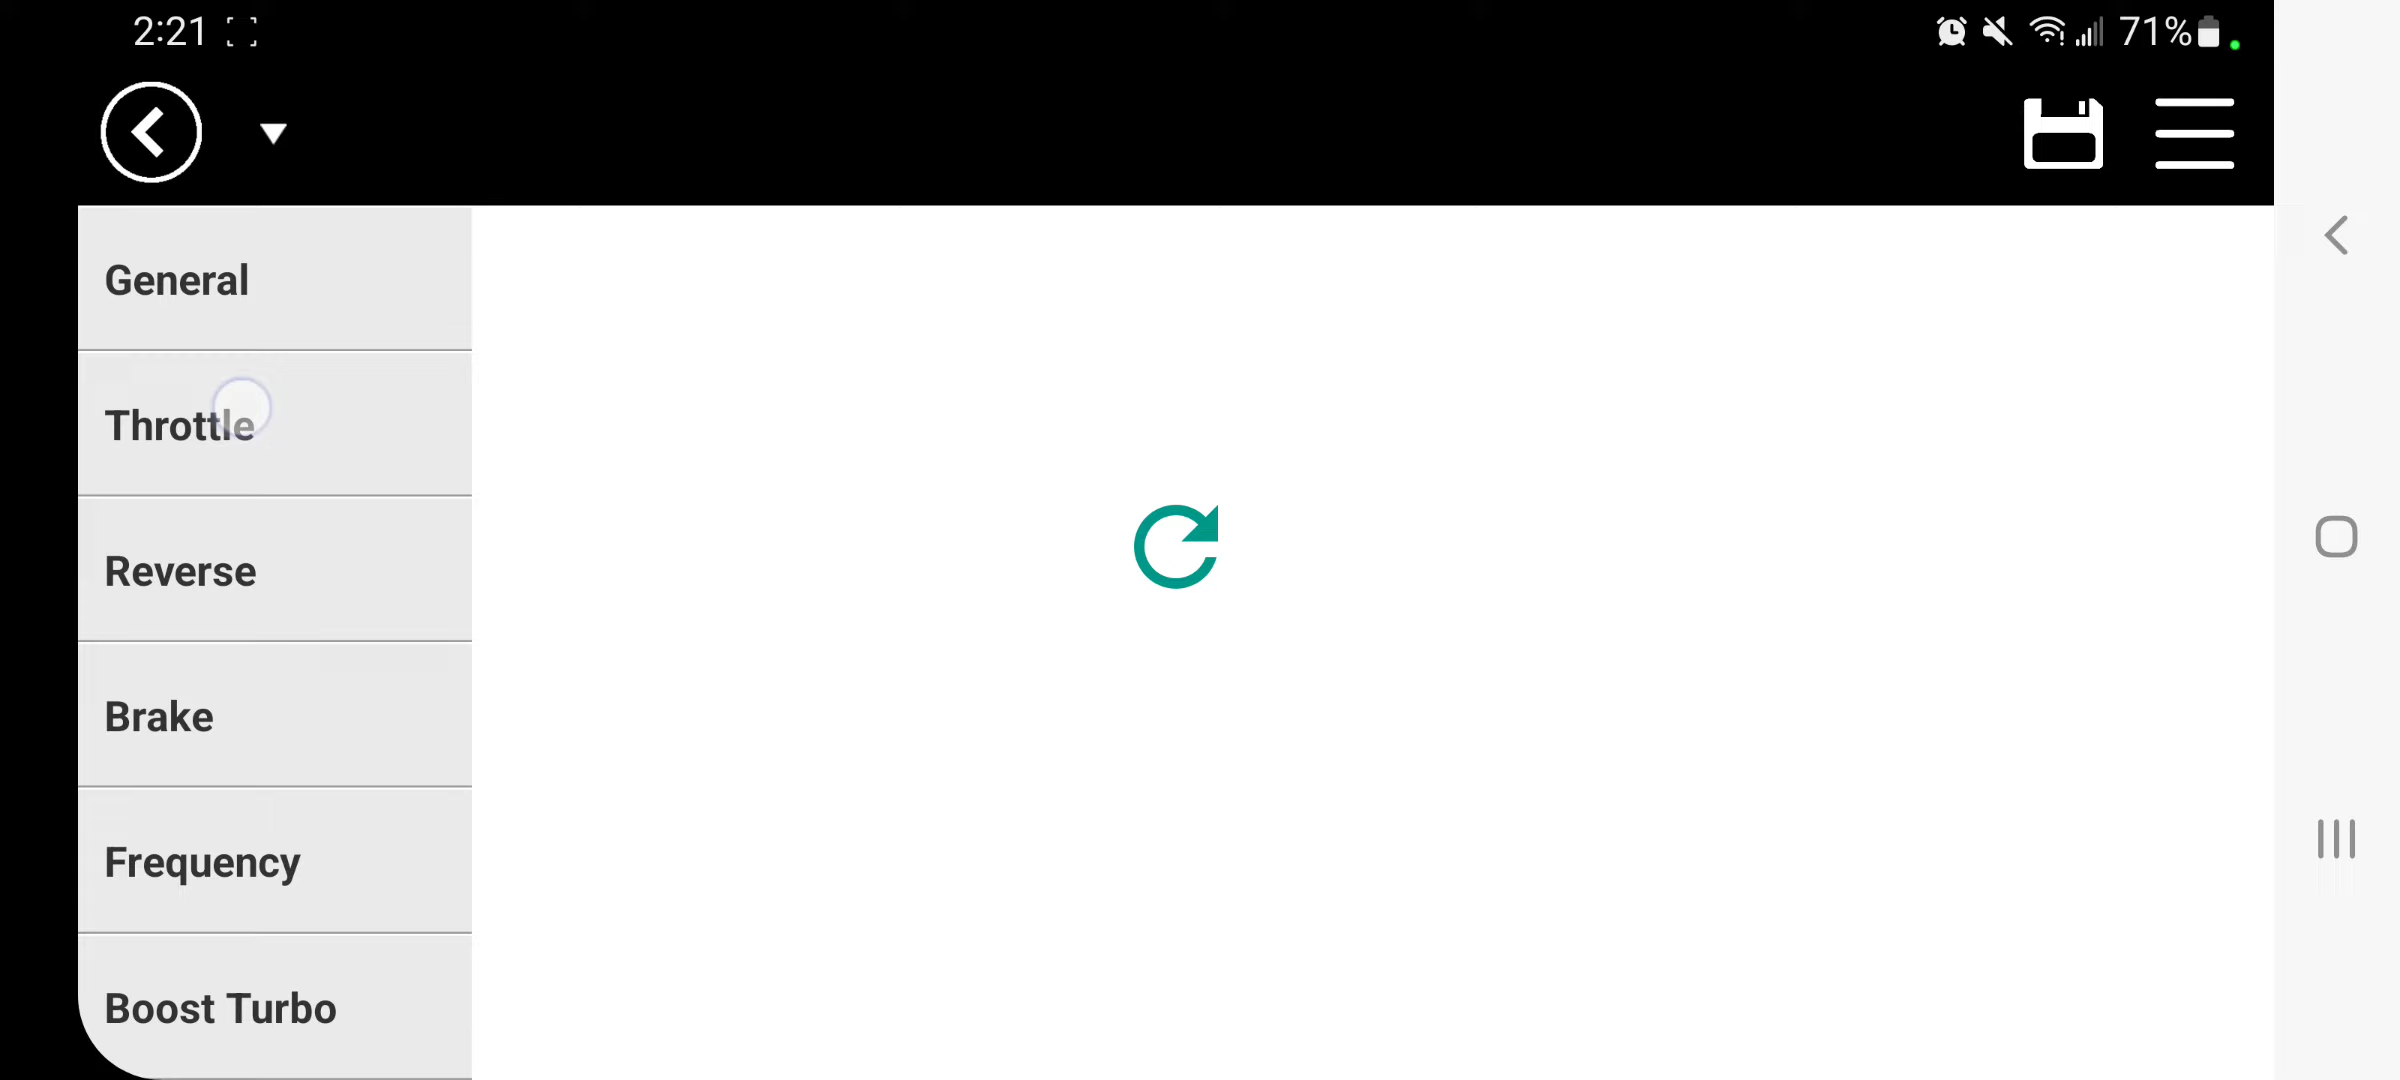 2:21
71%
General
Throttle
Reverse
Brake
Frequency
Boost Turbo